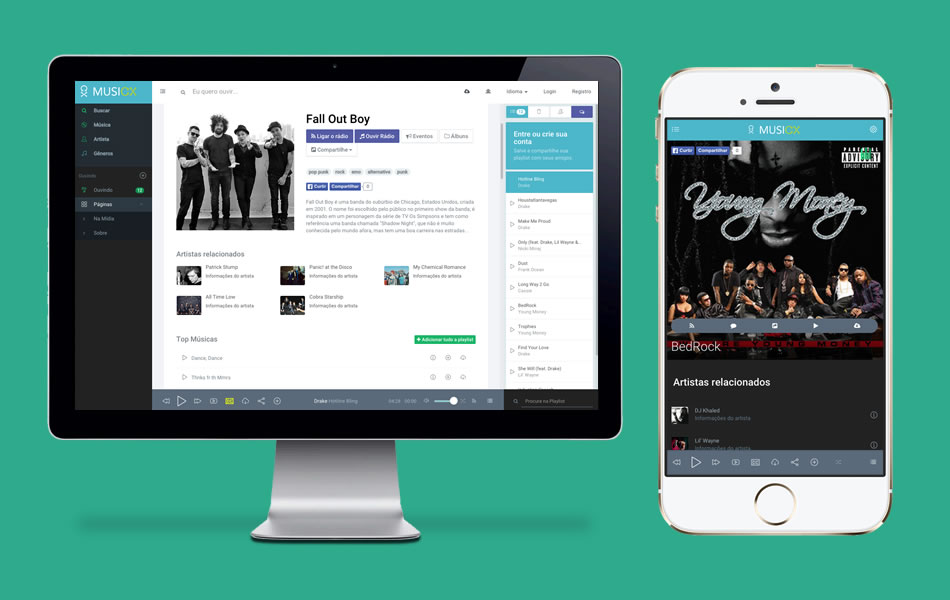 MUSICX
Eu quero ouvir...
Idioma
Login
Registro
Buscar
Música
Artista
Gêneros
Ouvindo
Ouvindo
12
Páginas
Na Mídia
Sobre
Fall Out Boy
Ligar o rádio
Ouvir Rádio
Eventos
Álbuns
Compartilhe
pop punk
rock
emo
alternativa
punk
Curtir
Compartilhar
0
Fall Out Boy é uma banda do subúrbio de Chicago, Estados Unidos, criada
em 2001. O nome foi escolhido pelo público no primeiro show da banda, é
inspirado em um personagem da série de TV Os Simpsons e tem como
referência uma banda chamada "Shadow Night", que não é muito
conhecida pelo mundo afora, mas tem uma boa carreira nas estradas...
Artistas relacionados
Patrick Stump
Informações do artista
Panic! at the Disco
Informações do artista
My Chemical Romance
Informações do artista
All Time Low
Informações do artista
Cobra Starship
Informações do artista
Top Músicas
Adicionar tudo a playlist
Dance, Dance
Thnks fr th Mmrs
12
Entre ou crie sua
conta
Salve e compartilhe sua
playlist com seus amigos
Hotline Bling
Drake
Houstatlantavegas
Drake
Make Me Proud
Drake
Only (feat. Drake, Lil Wayne &...
Nicki Minaj
Dust
Frank Ocean
Long Way 2 Go
Cassie
BedRock
Young Money
Trophies
Young Money
Find Your Love
Drake
She Will (feat. Drake)
Lil' Wayne
Drake Hotline Bling
04:28
00:00
Procure na Playlist
MUSICX
Curtir
Compartilhar
0
PARENTAL
ADVISORY
EXPLICIT CONTENT
Young Money
BE YOUNG MONEY
BedRock
Artistas relacionados
DJ Khaled
Informações do artista
Lil' Wayne
Informações do artista